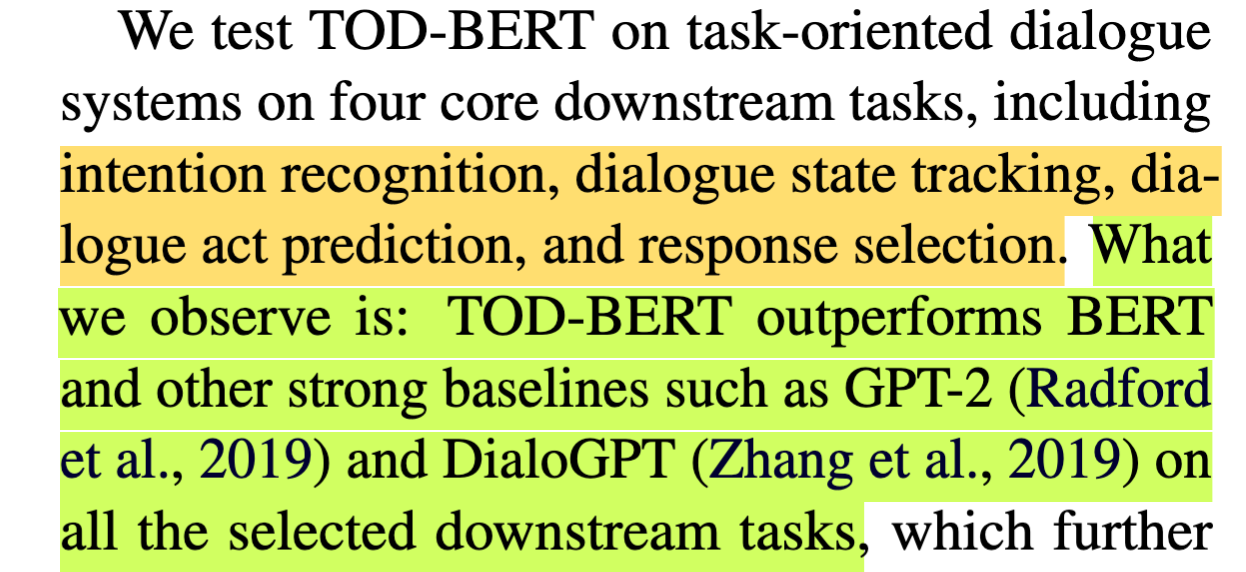 We test TOD-BERT on task-oriented dialogue
systems on four core downstream tasks, including
intention recognition, dialogue state tracking, dia-
logue act prediction, and response selection. What
we observe is: TOD-BERT outperforms BERT
and other strong baselines such as GPT-2 (Radford
et al., 2019) and DialoGPT (Zhang et al., 2019) on
all the selected downstream tasks, which further